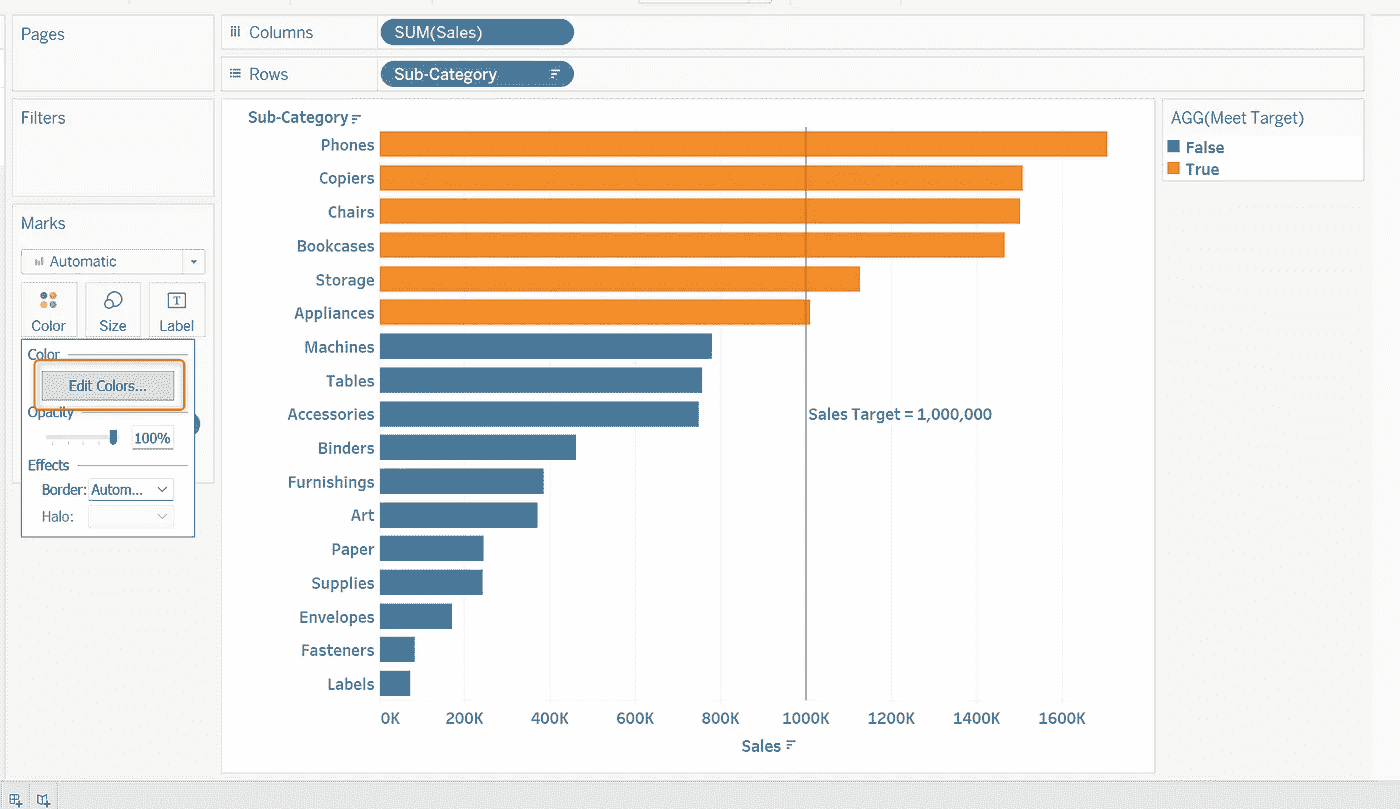 Pages
Columns
SUM(Sales)
Rows
Sub-Category
Filters
Marks
Automatic
Color
Size
T
Label
Color
Edit Colors...
Opacity
100%
Effects
Border:
Autom...
Halo:
Sub-Category
Phones
Copiers
Chairs
Bookcases
Storage
Appliances
Machines
Tables
Accessories
Binders
Furnishings
Art
Paper
Supplies
Envelopes
Fasteners
Labels
Sales Target = 1,000,000
0K 200K 400K 600K 800K 1000K 1200K 1400K 1600K
Sales
AGG(Meet Target)
False
True